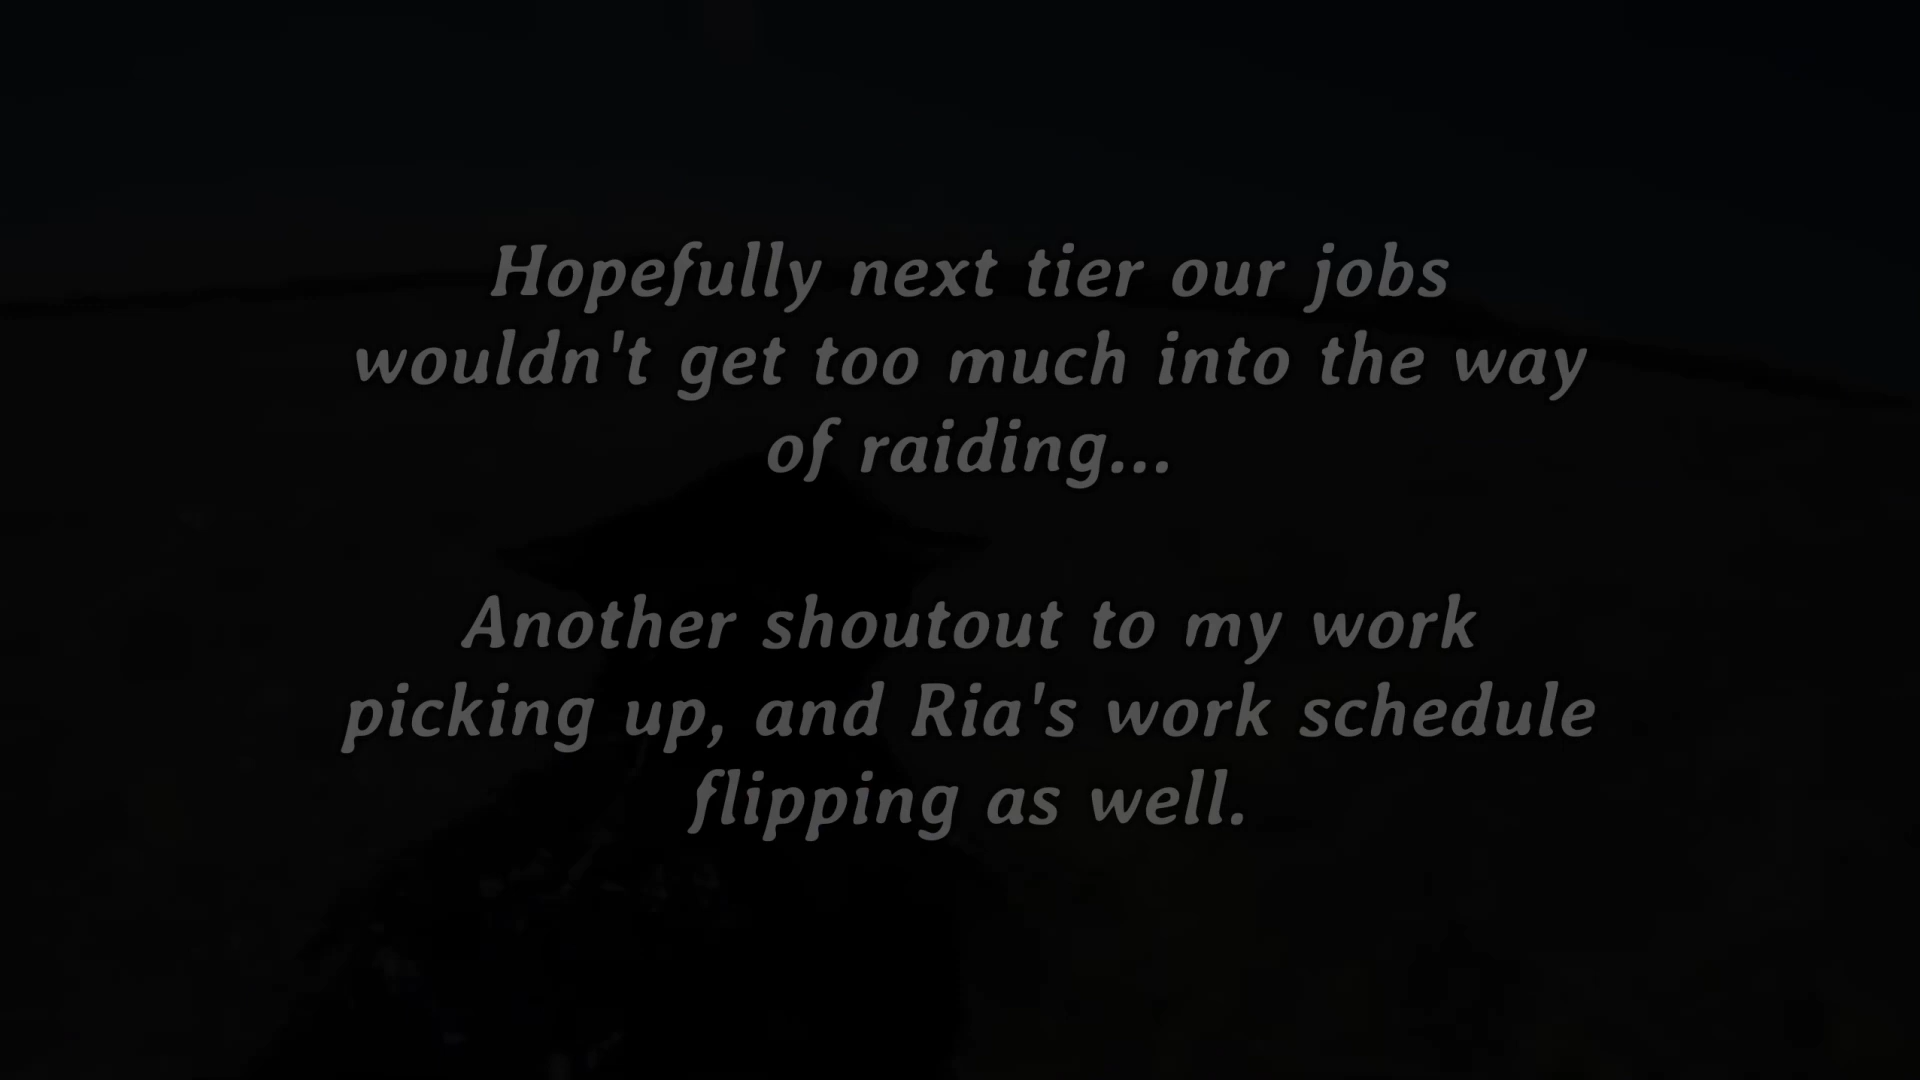 Hopefully next tier our jobs
wouldn't get too much into the way
of raiding...
Another shoutout to my work
picking up, and Ria's work schedule
flipping as well.